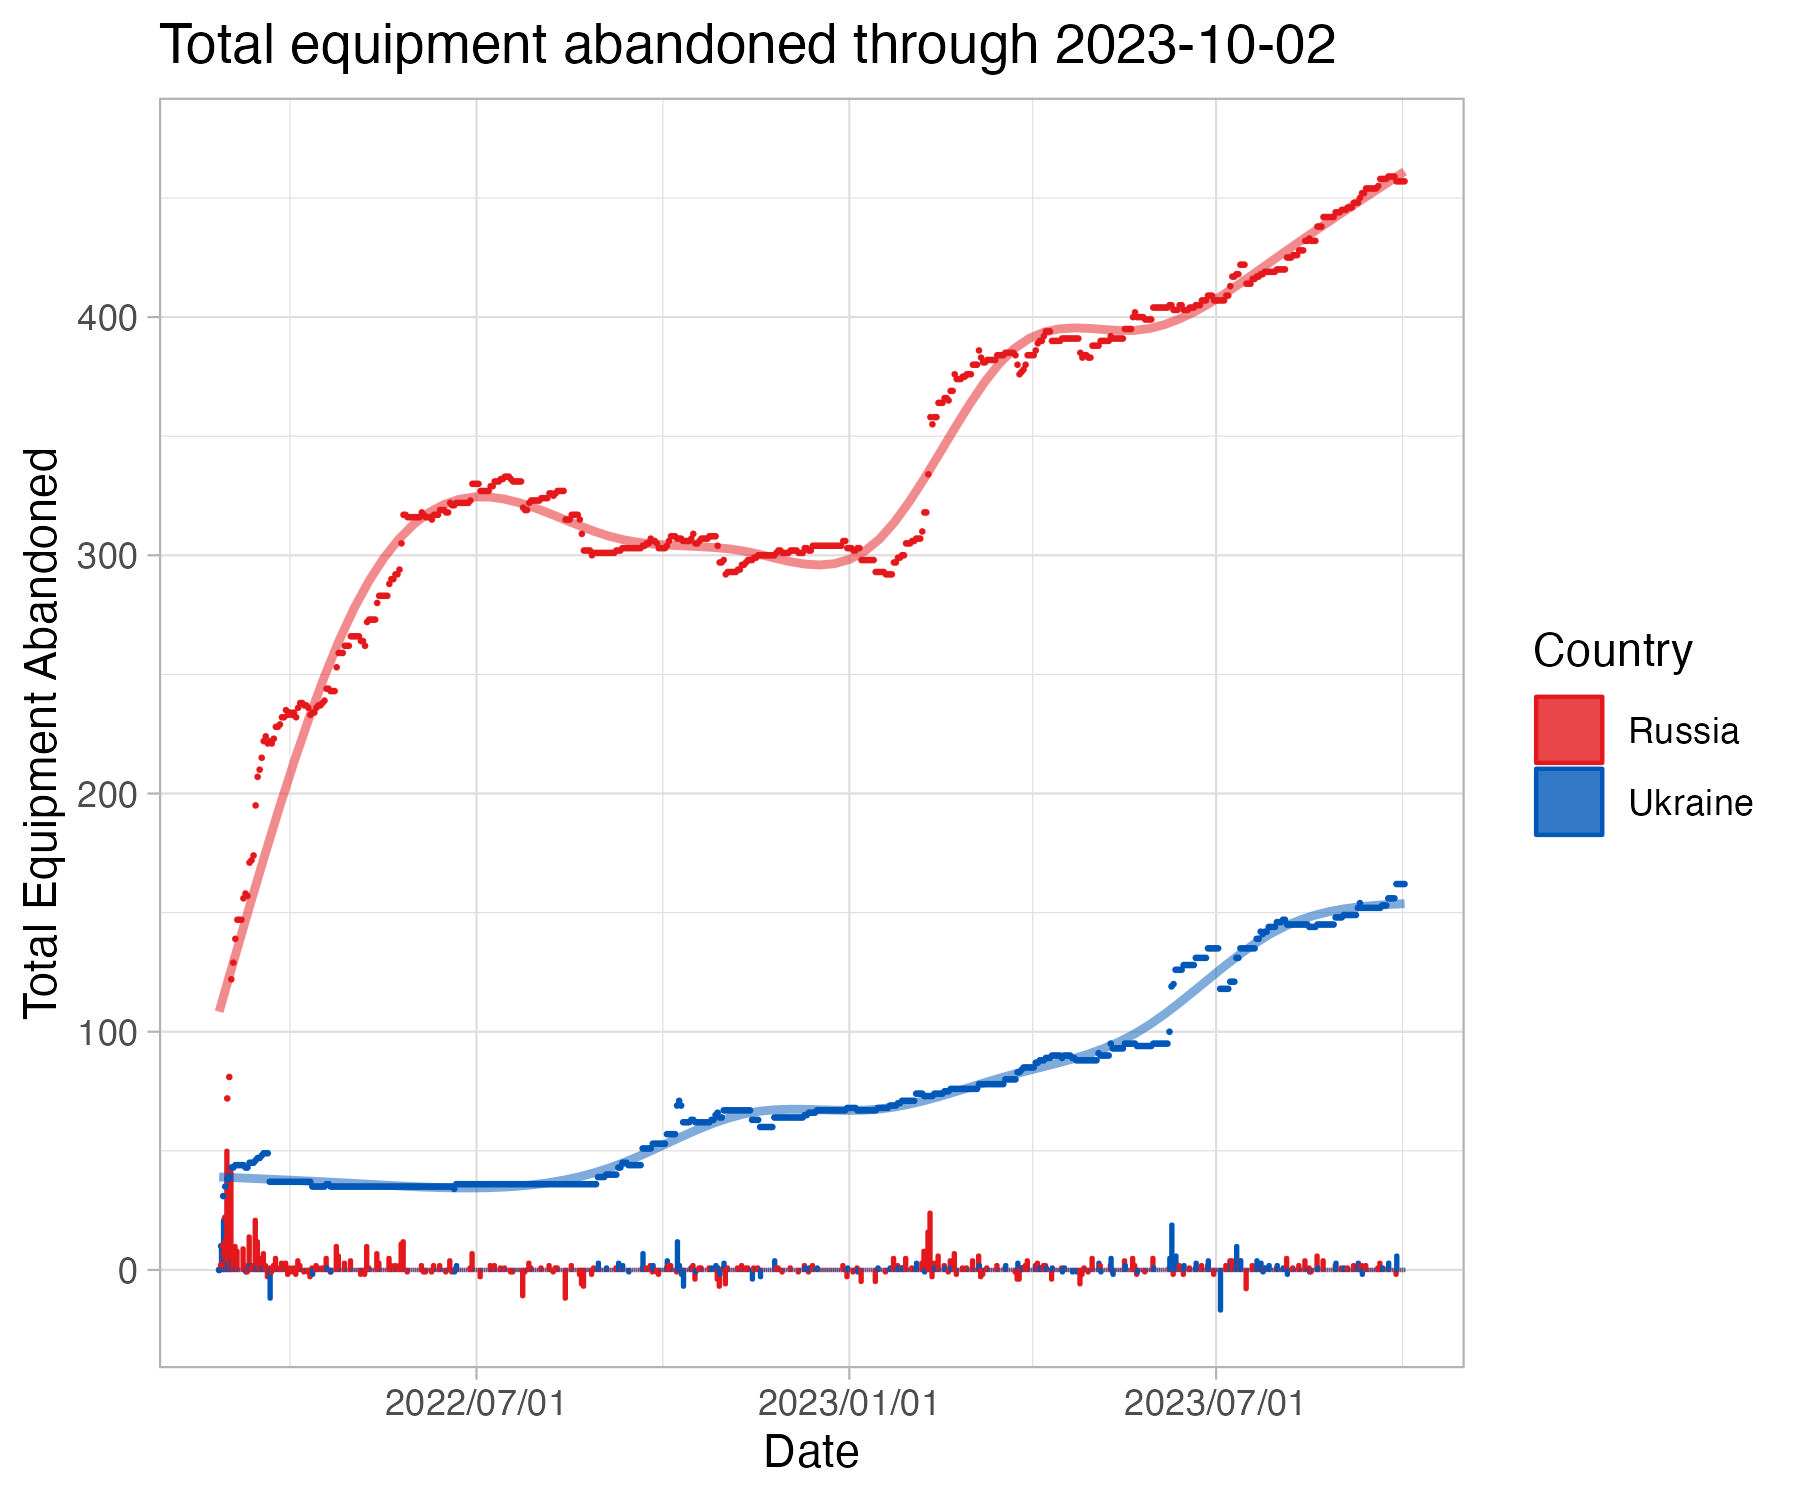 Total equipment abandoned through 2023-10-02
Total Equipment Abandoned
400
300
200
100
0
2022/07/01
2023/01/01
2023/07/01
Date
Country
Russia
Ukraine